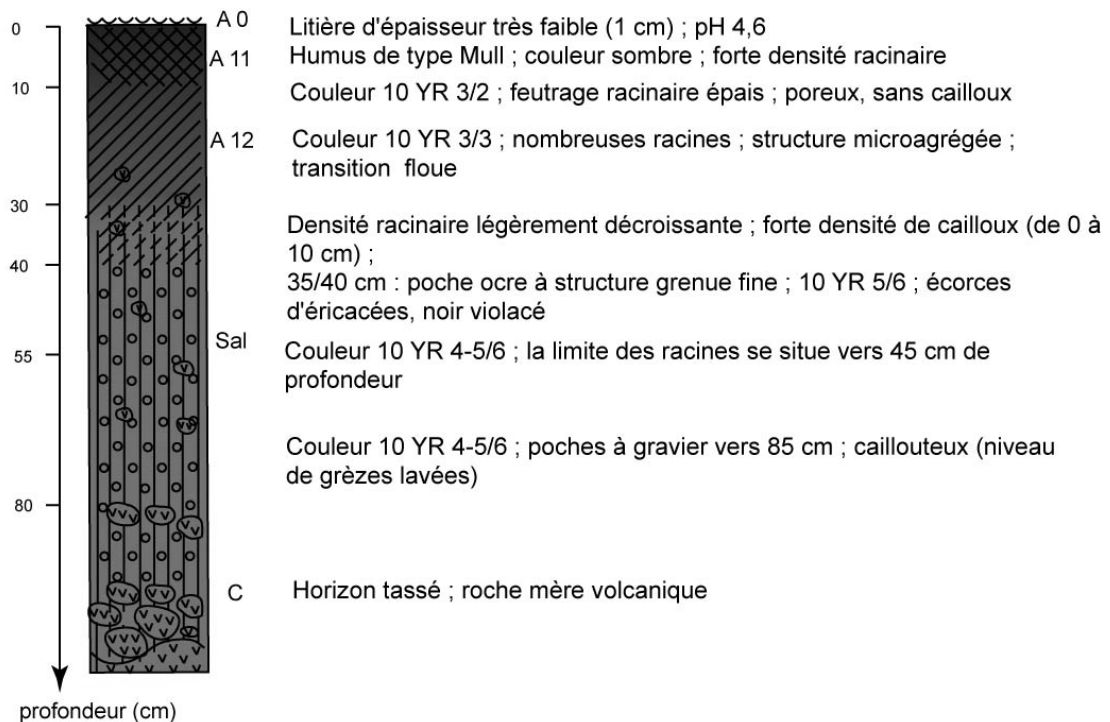 0
A 0
Litière d'épaisseur très faible (1 cm) ; pH 4,6
A 11
Humus de type Mull ; couleur sombre ; forte densité racinaire
10
Couleur 10 YR 3/2 ; feutrage racinaire épais ; poreux, sans cailloux
A 12
Couleur 10 YR 3/3 ; nombreuses racines ; structure microagrégée ;
transition floue
30
Densité racinaire légèrement décroissante ; forte densité de cailloux (de 0 à
10 cm) ;
40
35/40 cm : poche ocre à structure grenue fine ; 10 YR 5/6 ; écorces
d'éricacées, noir violacé
Sal
55
Couleur 10 YR 4-5/6 ; la limite des racines se situe vers 45 cm de
profondeur
Couleur 10 YR 4-5/6 ; poches à gravier vers 85 cm ; caillouteux (niveau
de grèzes lavées)
80
C
Horizon tassé ; roche mère volcanique
profondeur (cm)